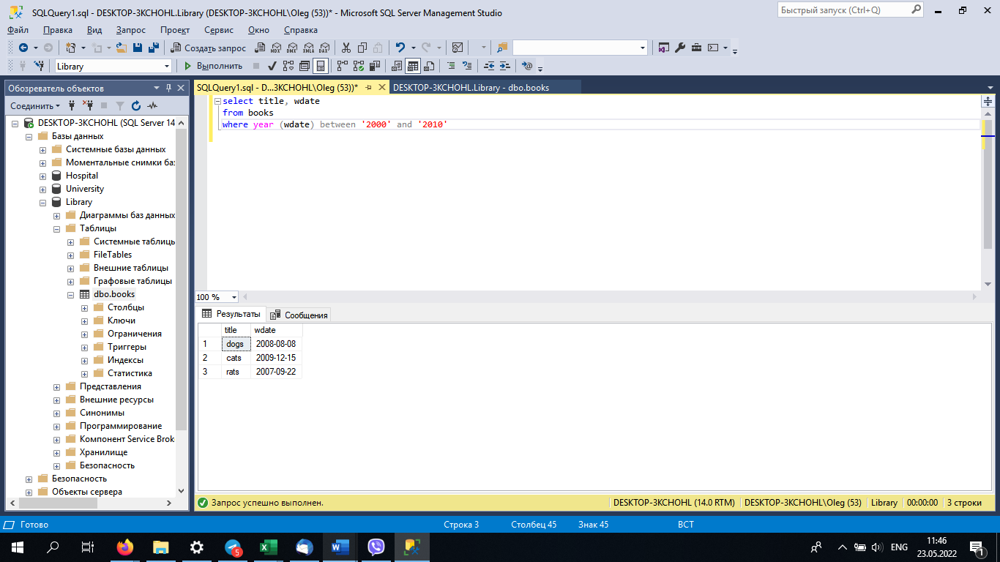 SQLQuery1.sql - DESKTOP-3KCHOHL.Library (DESKTOP-3KCHOHL\Oleg (53))* - Microsoft SQL Server Management Studio
Быстрый запуск (Ctrl+Q)
Файл Правка Вид Запрос Проект Сервис Окно Справка
Создать запрос MDX DMX XMLA DAX
Library Выполнить
Обозреватель объектов
SQLQuery1.sql - D...3KCHOHL\Oleg (53))* DESKTOP-3KCHOHL.Library - dbo.books
Соединить
DESKTOP-3KCHOHL (SQL Server 14
Базы данных
Системные базы данных
Моментальные снимки баз
Hospital
University
Library
Диаграммы баз данных
Таблицы
Системные таблицы
FileTables
Внешние таблицы
Графовые таблицы
dbo.books
Столбцы
Ключи
Ограничения
Триггеры
Индексы
Статистика
Представления
Внешние ресурсы
Синонимы
Программирование
Компонент Service Broke
Хранилище
Безопасность
Безопасность
Объекты сервера
select title, wdate
from books
where year (wdate) between '2000' and '2010'
100 %
Результаты Сообщения
title wdate
1 dogs 2008-08-08
2 cats 2009-12-15
3 rats 2007-09-22
Запрос успешно выполнен. DESKTOP-3KCHOHL (14.0 RTM) DESKTOP-3KCHOHL\Oleg (53) Library 00:00:00 3 строки
Готово Строка 3 Столбец 45 Знак 45 ВСТ
5
ENG
11:46
23.05.2022
1